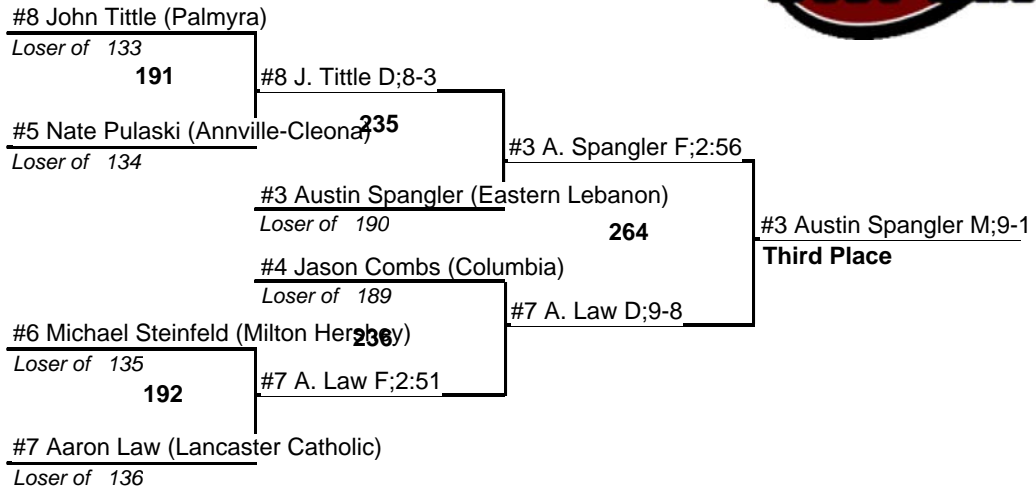 #8 John Tittle (Palmyra)
Loser of 133
191
#8 J. Tittle D;8-3
#5 Nate Pulaski (Annville-Cleona)
235
Loser of 134
#3 A. Spangler F;2:56
#3 Austin Spangler (Eastern Lebanon)
Loser of 190
264
#3 Austin Spangler M;9-1
Third Place
#4 Jason Combs (Columbia)
Loser of 189
#7 A. Law D;9-8
#6 Michael Steinfeld (Milton Hershey)
236
Loser of 135
192
#7 A. Law F;2:51
#7 Aaron Law (Lancaster Catholic)
Loser of 136